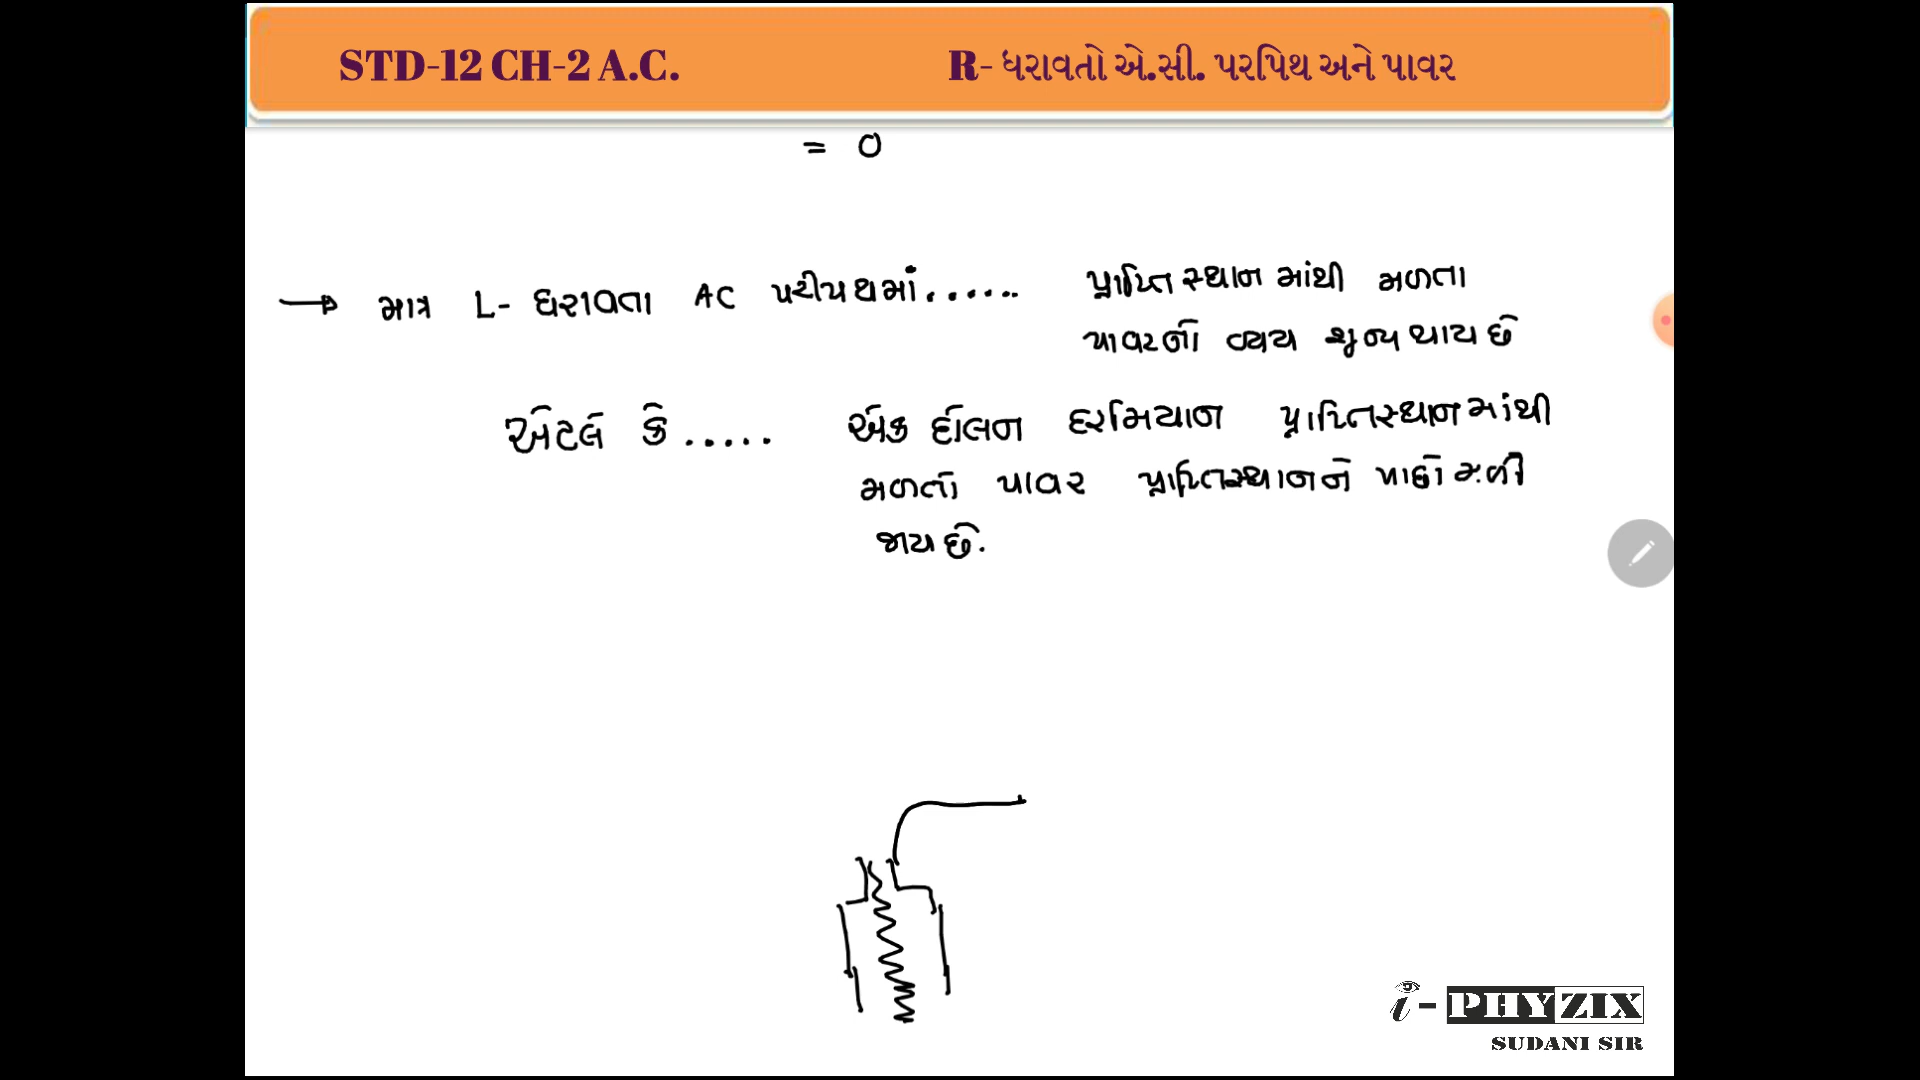 STD-12 CH-2 A.C. R- ધરાવતો એ.સી. પરપિથ અને પાવર
= 0
→ માત્ર L- ધરાવતા AC પરીપથમાં...... પ્રાપ્તિસ્થાન માંથી મળતા
પાવરનો વ્યય શૂન્ય થાય છે
એટલે કે ..... એક દોલન દરમિયાન પ્રાપ્તિસ્થાનમાંથી
મળતો પાવર પ્રાપ્તિસ્થાનને પાછો મળી
જાય છે.
i-PHYZIX
SUDANI SIR